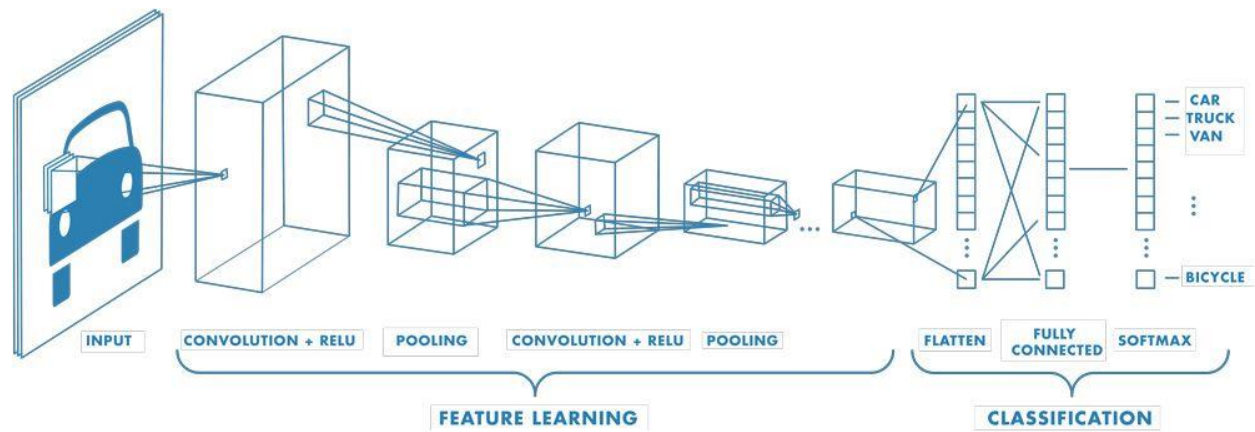 CAR
TRUCK
VAN
BICYCLE
INPUT
CONVOLUTION + RELU
POOLING
CONVOLUTION + RELU
POOLING
FLATTEN
FULLY
CONNECTED
SOFTMAX
FEATURE LEARNING
CLASSIFICATION